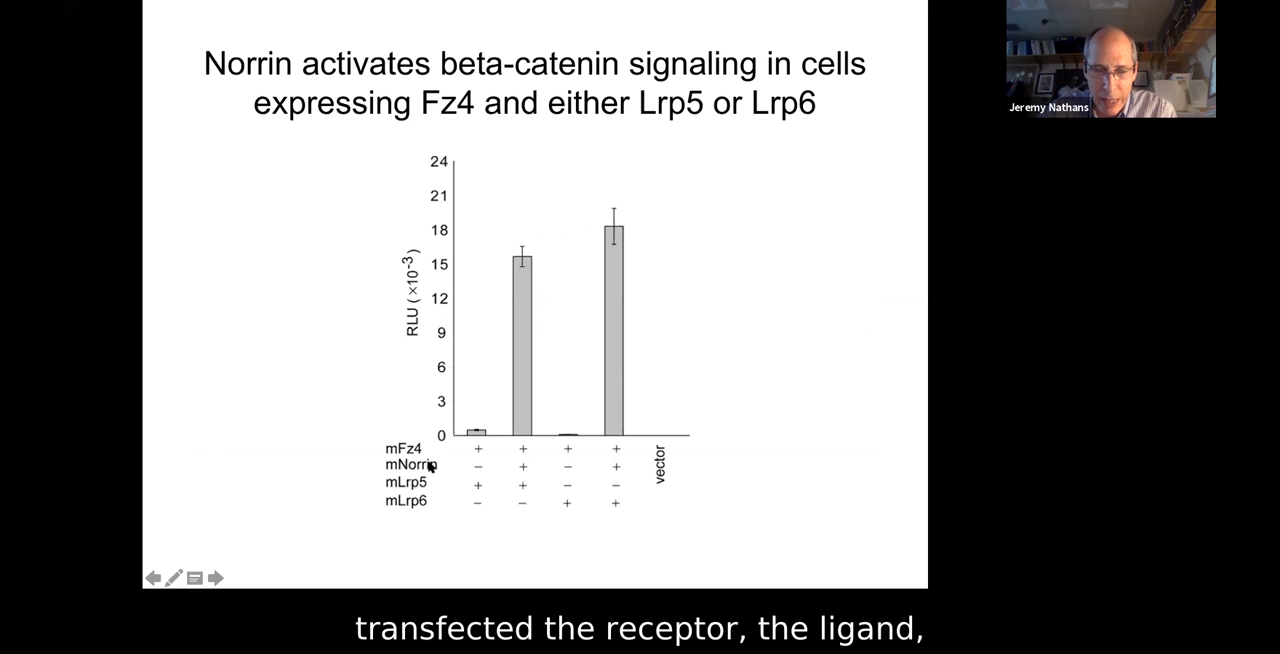 Norrin activates beta-catenin signaling in cells
expressing Fz4 and either Lrp5 or Lrp6
Jeremy Nathans
24
21
18
15
12
9
6
3
0
RLU ( ×10⁻³ )
mFz4 + + + +
mNorrin − + − +
mLrp5 + + − −
mLrp6 − − + +
vector
transfected the receptor, the ligand,